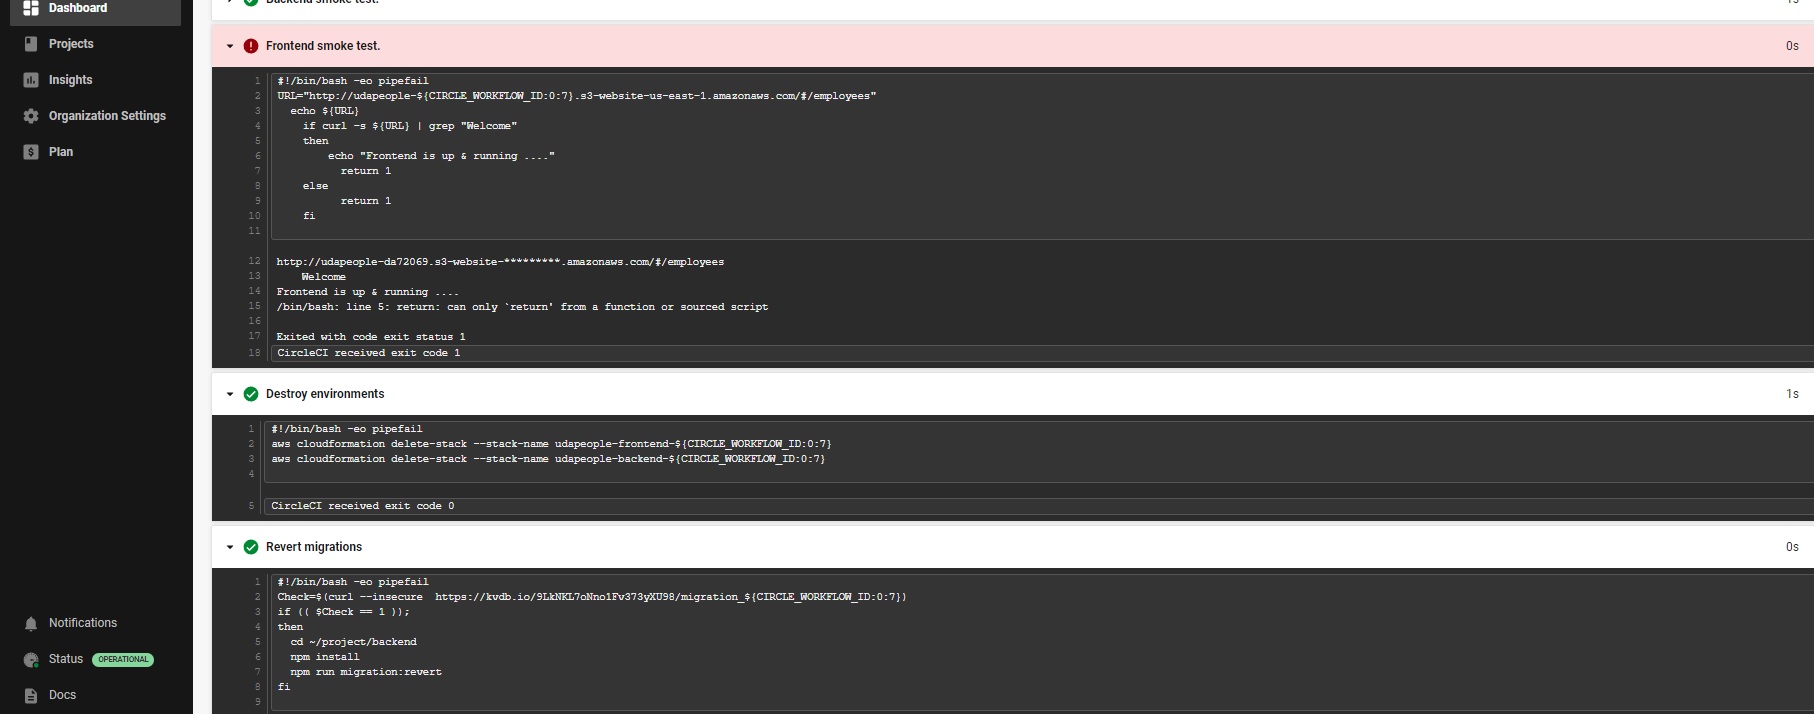 Dashboard
Projects
Insights
Organization Settings
Plan
Notifications
Status OPERATIONAL
Docs
Backend smoke test.
1s
Frontend smoke test.
0s
1 #!/bin/bash -eo pipefail
2 URL="http://udapeople-${CIRCLE_WORKFLOW_ID:0:7}.s3-website-us-east-1.amazonaws.com/#/employees"
3 echo ${URL}
4 if curl -s ${URL} | grep "Welcome"
5 then
6 echo "Frontend is up & running ...."
7 return 1
8 else
9 return 1
10 fi
11
12 http://udapeople-da72069.s3-website-*********.amazonaws.com/#/employees
13 Welcome
14 Frontend is up & running ....
15 /bin/bash: line 5: return: can only `return' from a function or sourced script
16
17 Exited with code exit status 1
18 CircleCI received exit code 1
Destroy environments
1s
1 #!/bin/bash -eo pipefail
2 aws cloudformation delete-stack --stack-name udapeople-frontend-${CIRCLE_WORKFLOW_ID:0:7}
3 aws cloudformation delete-stack --stack-name udapeople-backend-${CIRCLE_WORKFLOW_ID:0:7}
4
5 CircleCI received exit code 0
Revert migrations
0s
1 #!/bin/bash -eo pipefail
2 Check=$(curl --insecure  https://kvdb.io/9LkNKL7oNno1Fv373yXU98/migration_${CIRCLE_WORKFLOW_ID:0:7})
3 if (( $Check == 1 ));
4 then
5 cd ~/project/backend
6 npm install
7 npm run migration:revert
8 fi
9